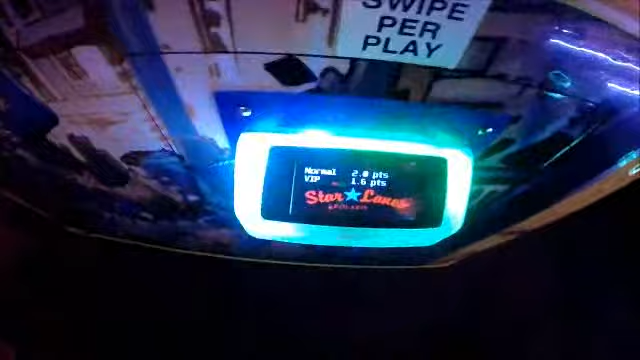 SWIPE
PER
PLAY
Normal 2.0 pts
VIP 1.6 pts
Star Lanes